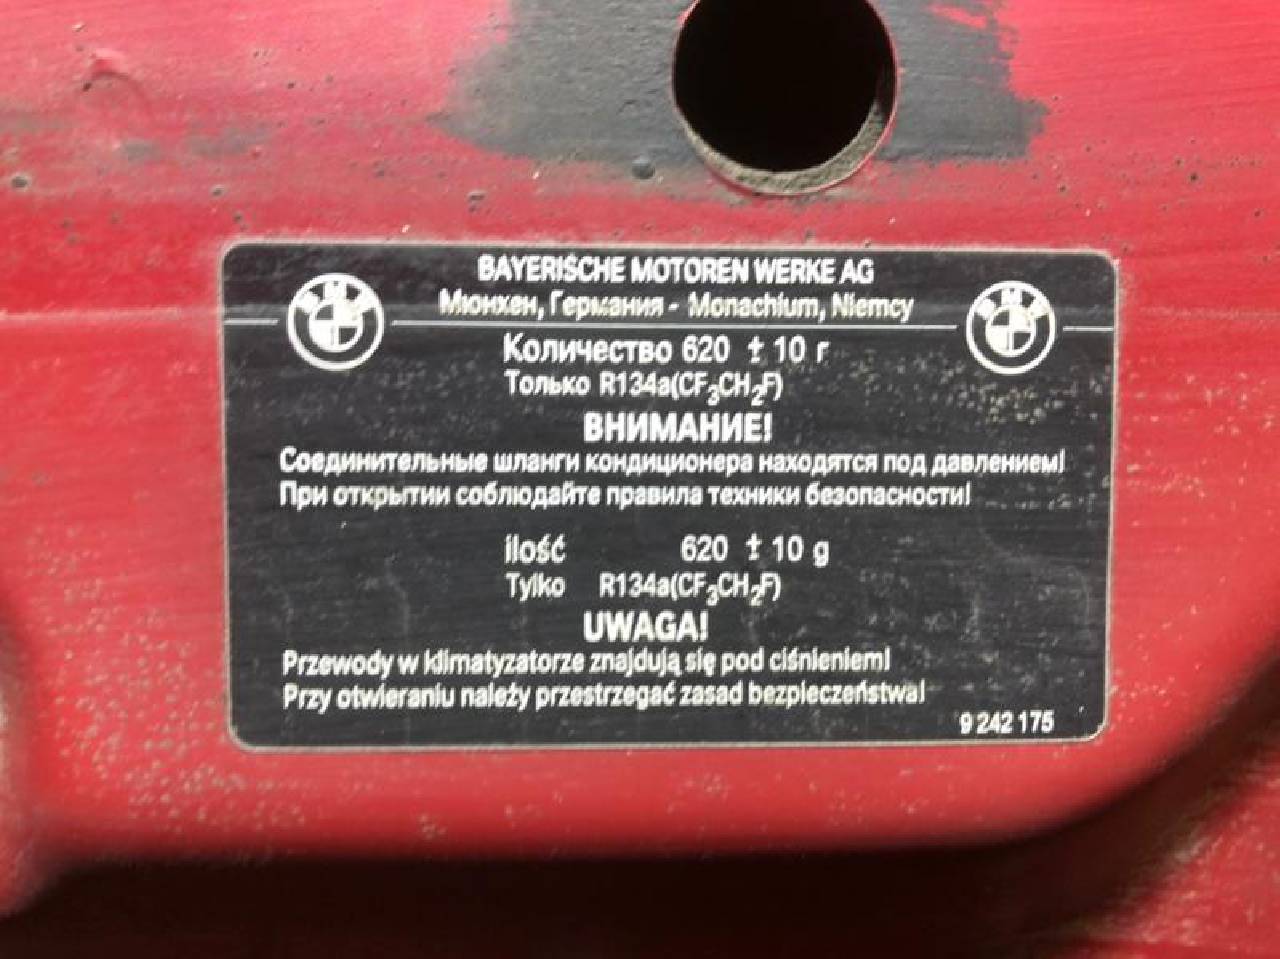 BAYERISCHE MOTOREN WERKE AG
Мюнхен, Германия - Monachium, Niemcy
BMW
BMW
Количество 620 ± 10 г
Только R134a(CF₃CH₂F)
ВНИМАНИЕ!
Соединительные шланги кондиционера находятся под давлением!
При открытии соблюдайте правила техники безопасности!
ilość 620 ± 10 g
Tylko R134a(CF₃CH₂F)
UWAGA!
Przewody w klimatyzatorze znajdują się pod ciśnieniem!
Przy otwieraniu należy przestrzegać zasad bezpieczeństwa!
9 242 175